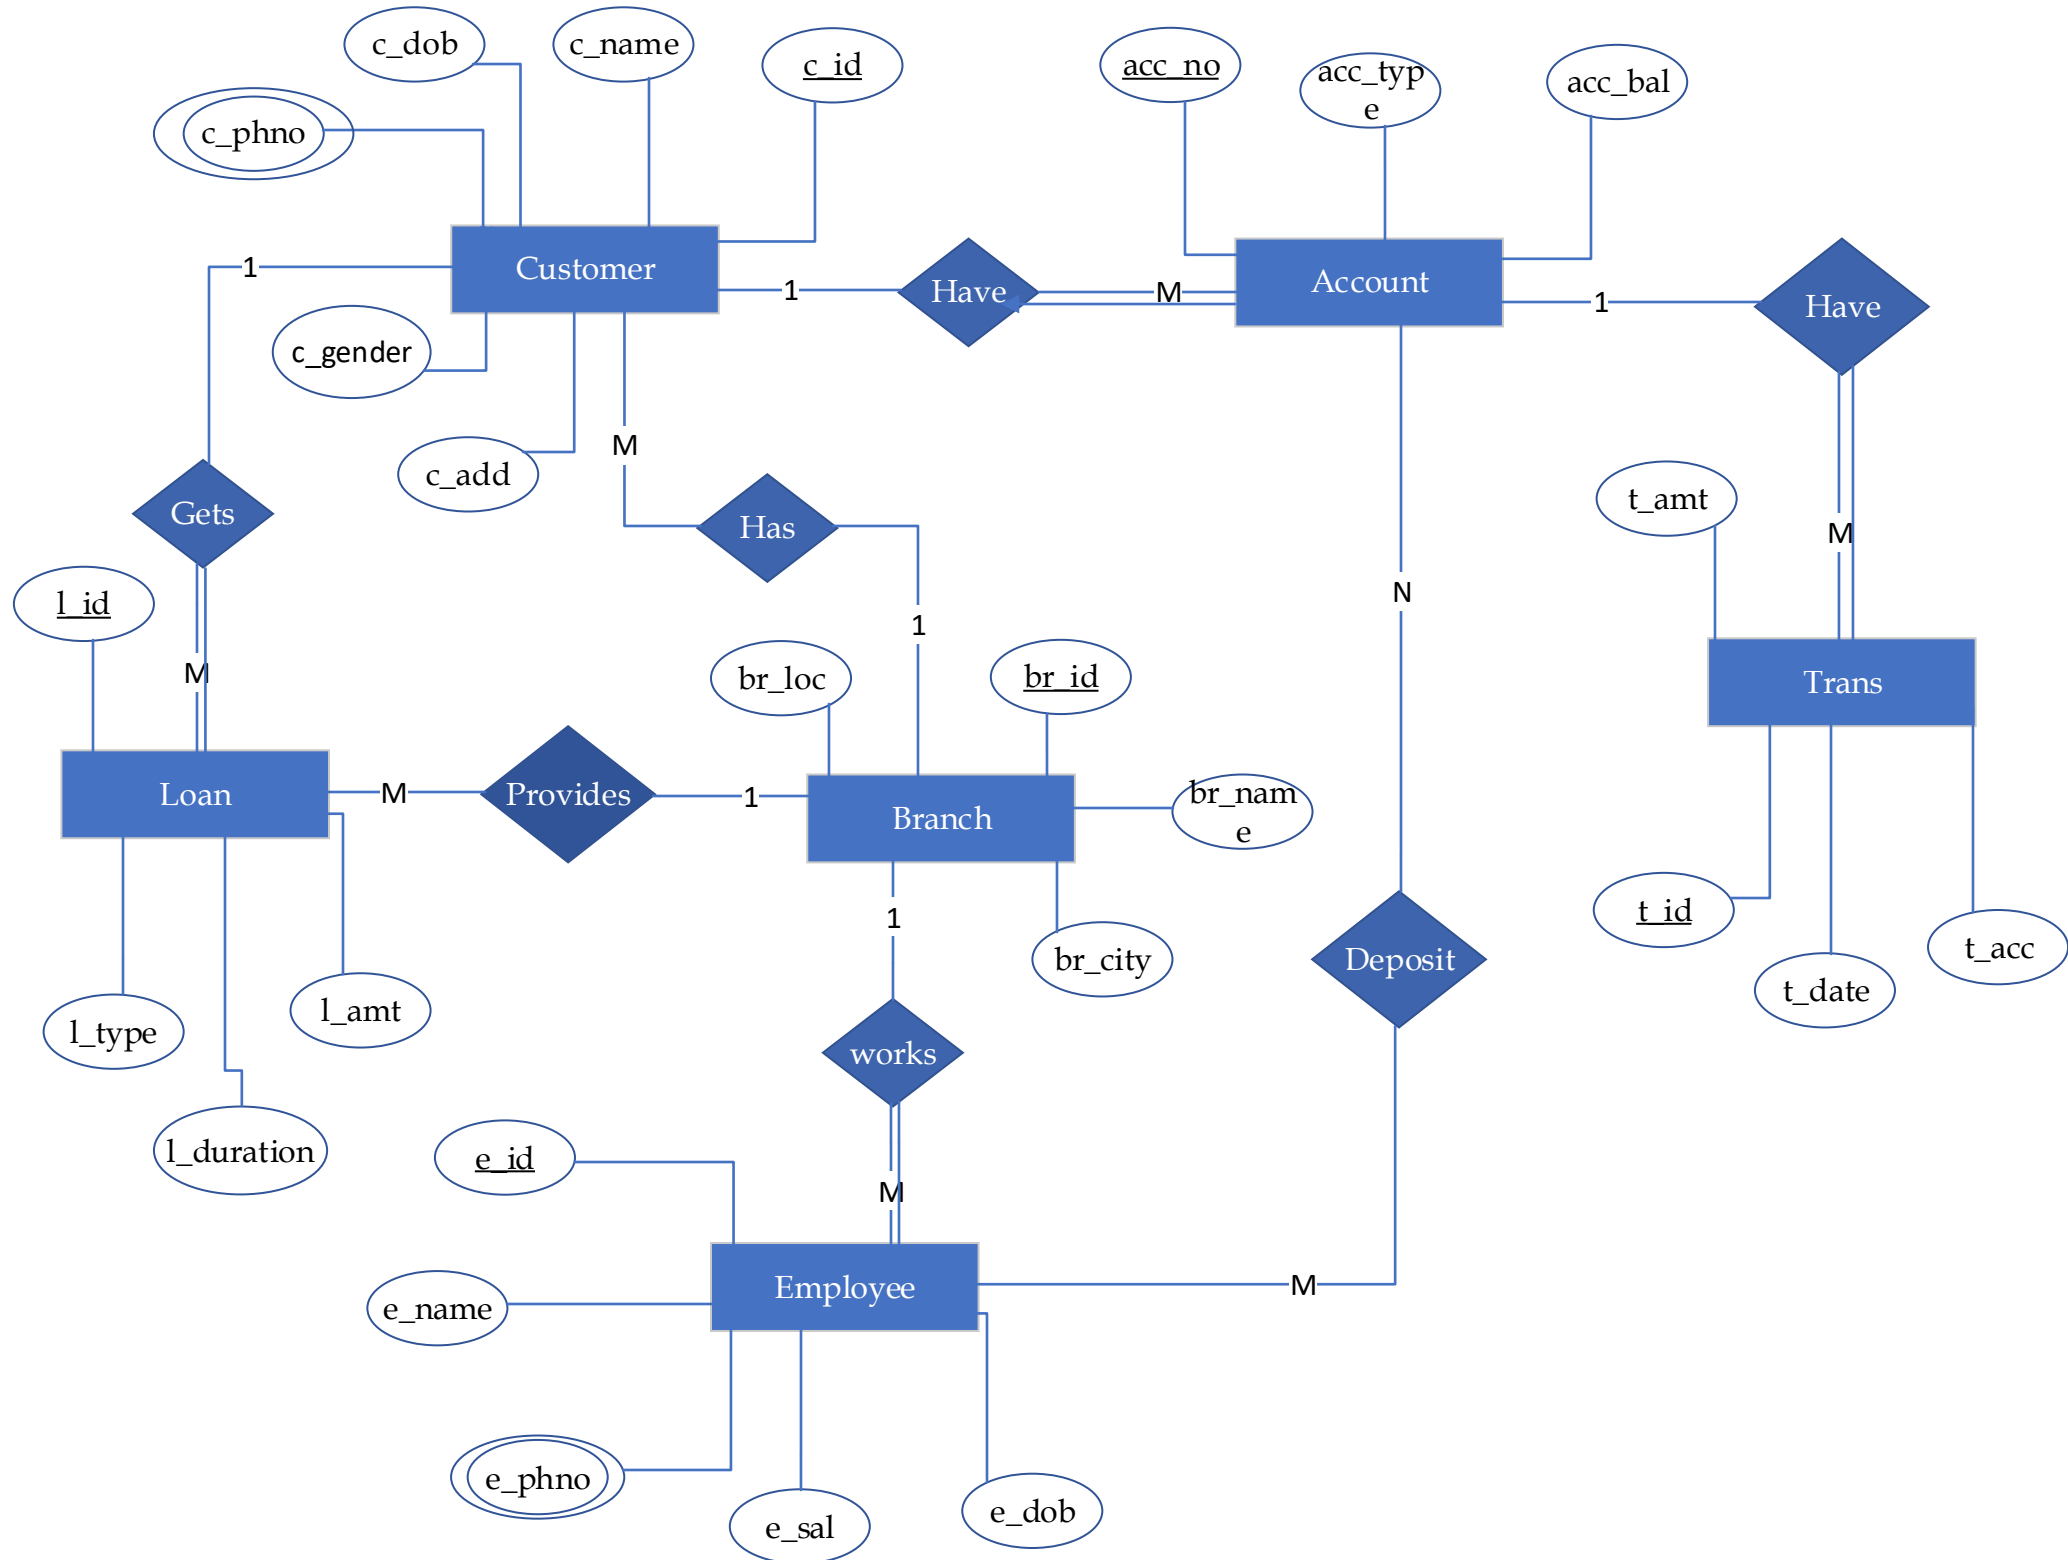 c_dob
c_name
c_id
acc_no
acc_typ
e
acc_bal
c_phno
Customer
1
1
Have
M
Account
1
Have
c_gender
M
c_add
Gets
Has
t_amt
M
l_id
N
1
M
br_loc
br_id
Trans
Loan
M
Provides
1
Branch
br_nam
e
1
br_city
Deposit
t_id
t_acc
t_date
l_type
l_amt
works
l_duration
e_id
M
Employee
M
e_name
e_phno
e_sal
e_dob